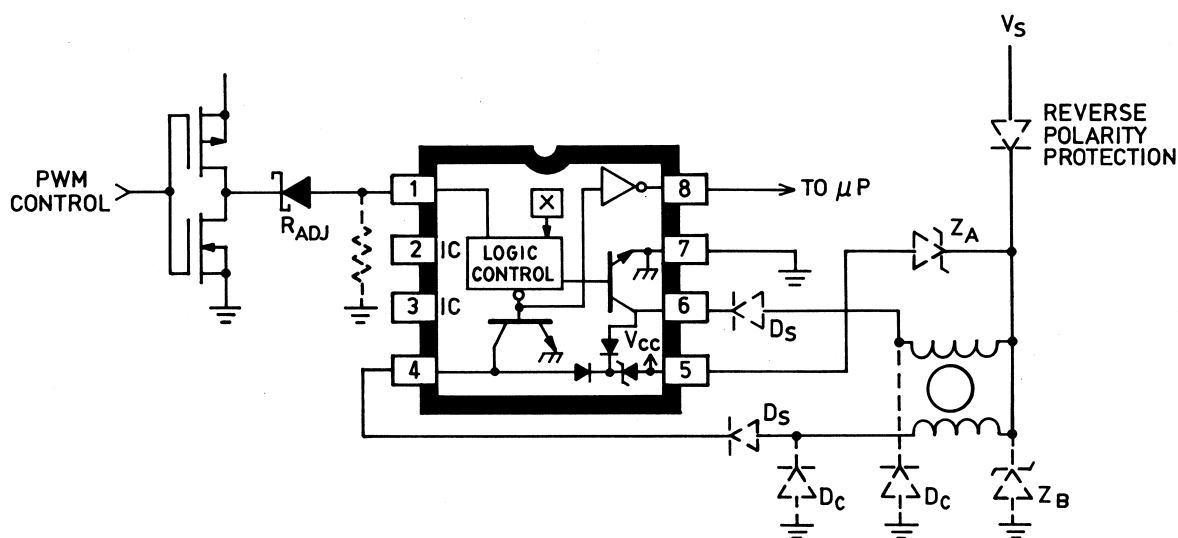 VS
REVERSE
POLARITY
PROTECTION
PWM
CONTROL
RADJ
1
X
8
TO μP
2
IC
LOGIC
CONTROL
7
ZA
3
IC
6
DS
VCC
4
5
DS
DC
DC
ZB